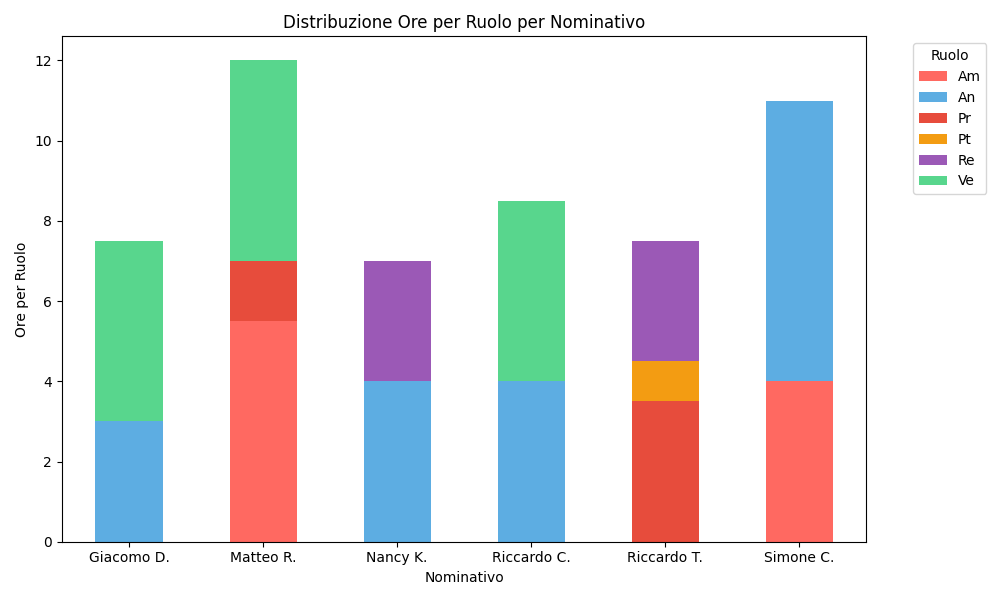 Distribuzione Ore per Ruolo per Nominativo
Ruolo
Am
An
Pr
Pt
Re
Ve
Ore per Ruolo
12
10
8
6
4
2
0
Giacomo D.
Matteo R.
Nancy K.
Riccardo C.
Riccardo T.
Simone C.
Nominativo